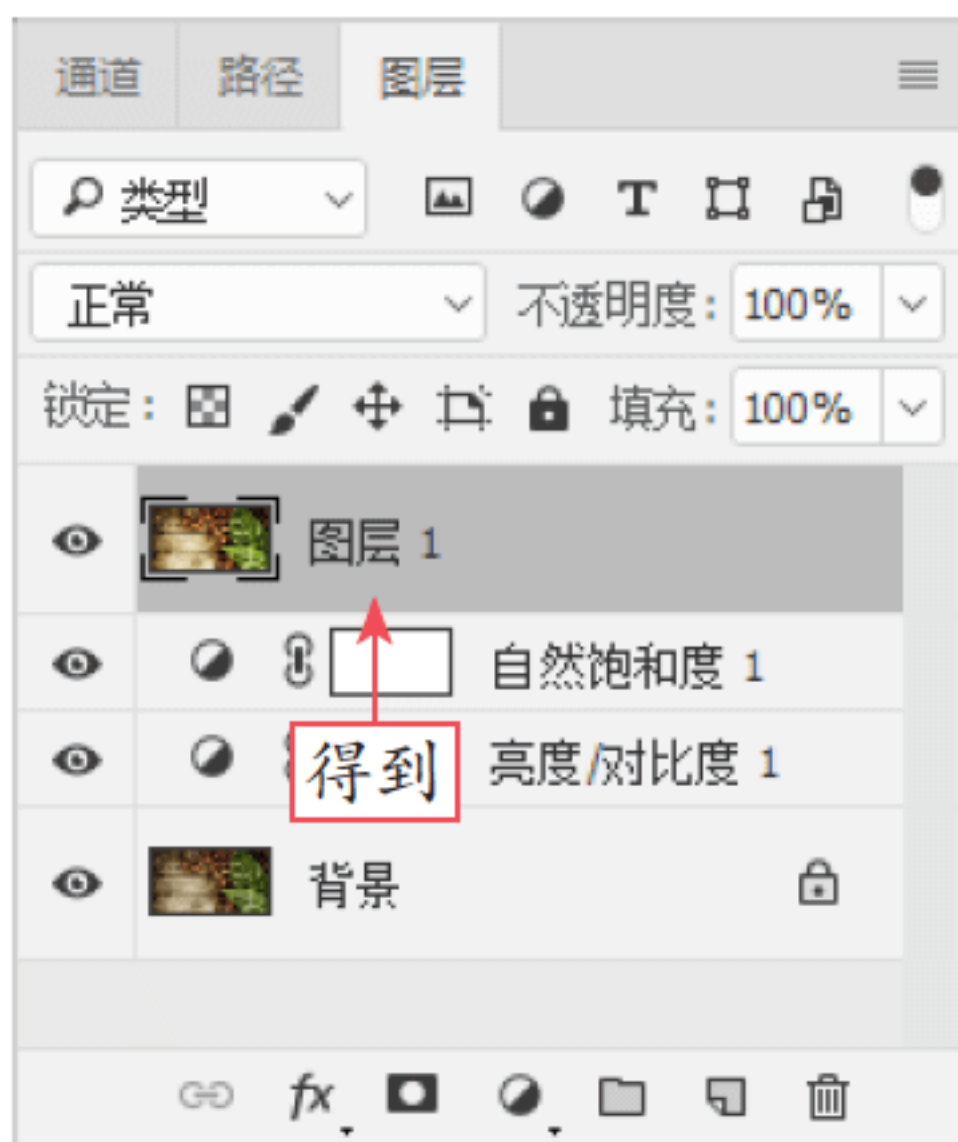 通道 路径 图层
类型
正常 不透明度: 100%
锁定: 填充: 100%
图层 1
自然饱和度 1
得到 亮度/对比度 1
背景
fx